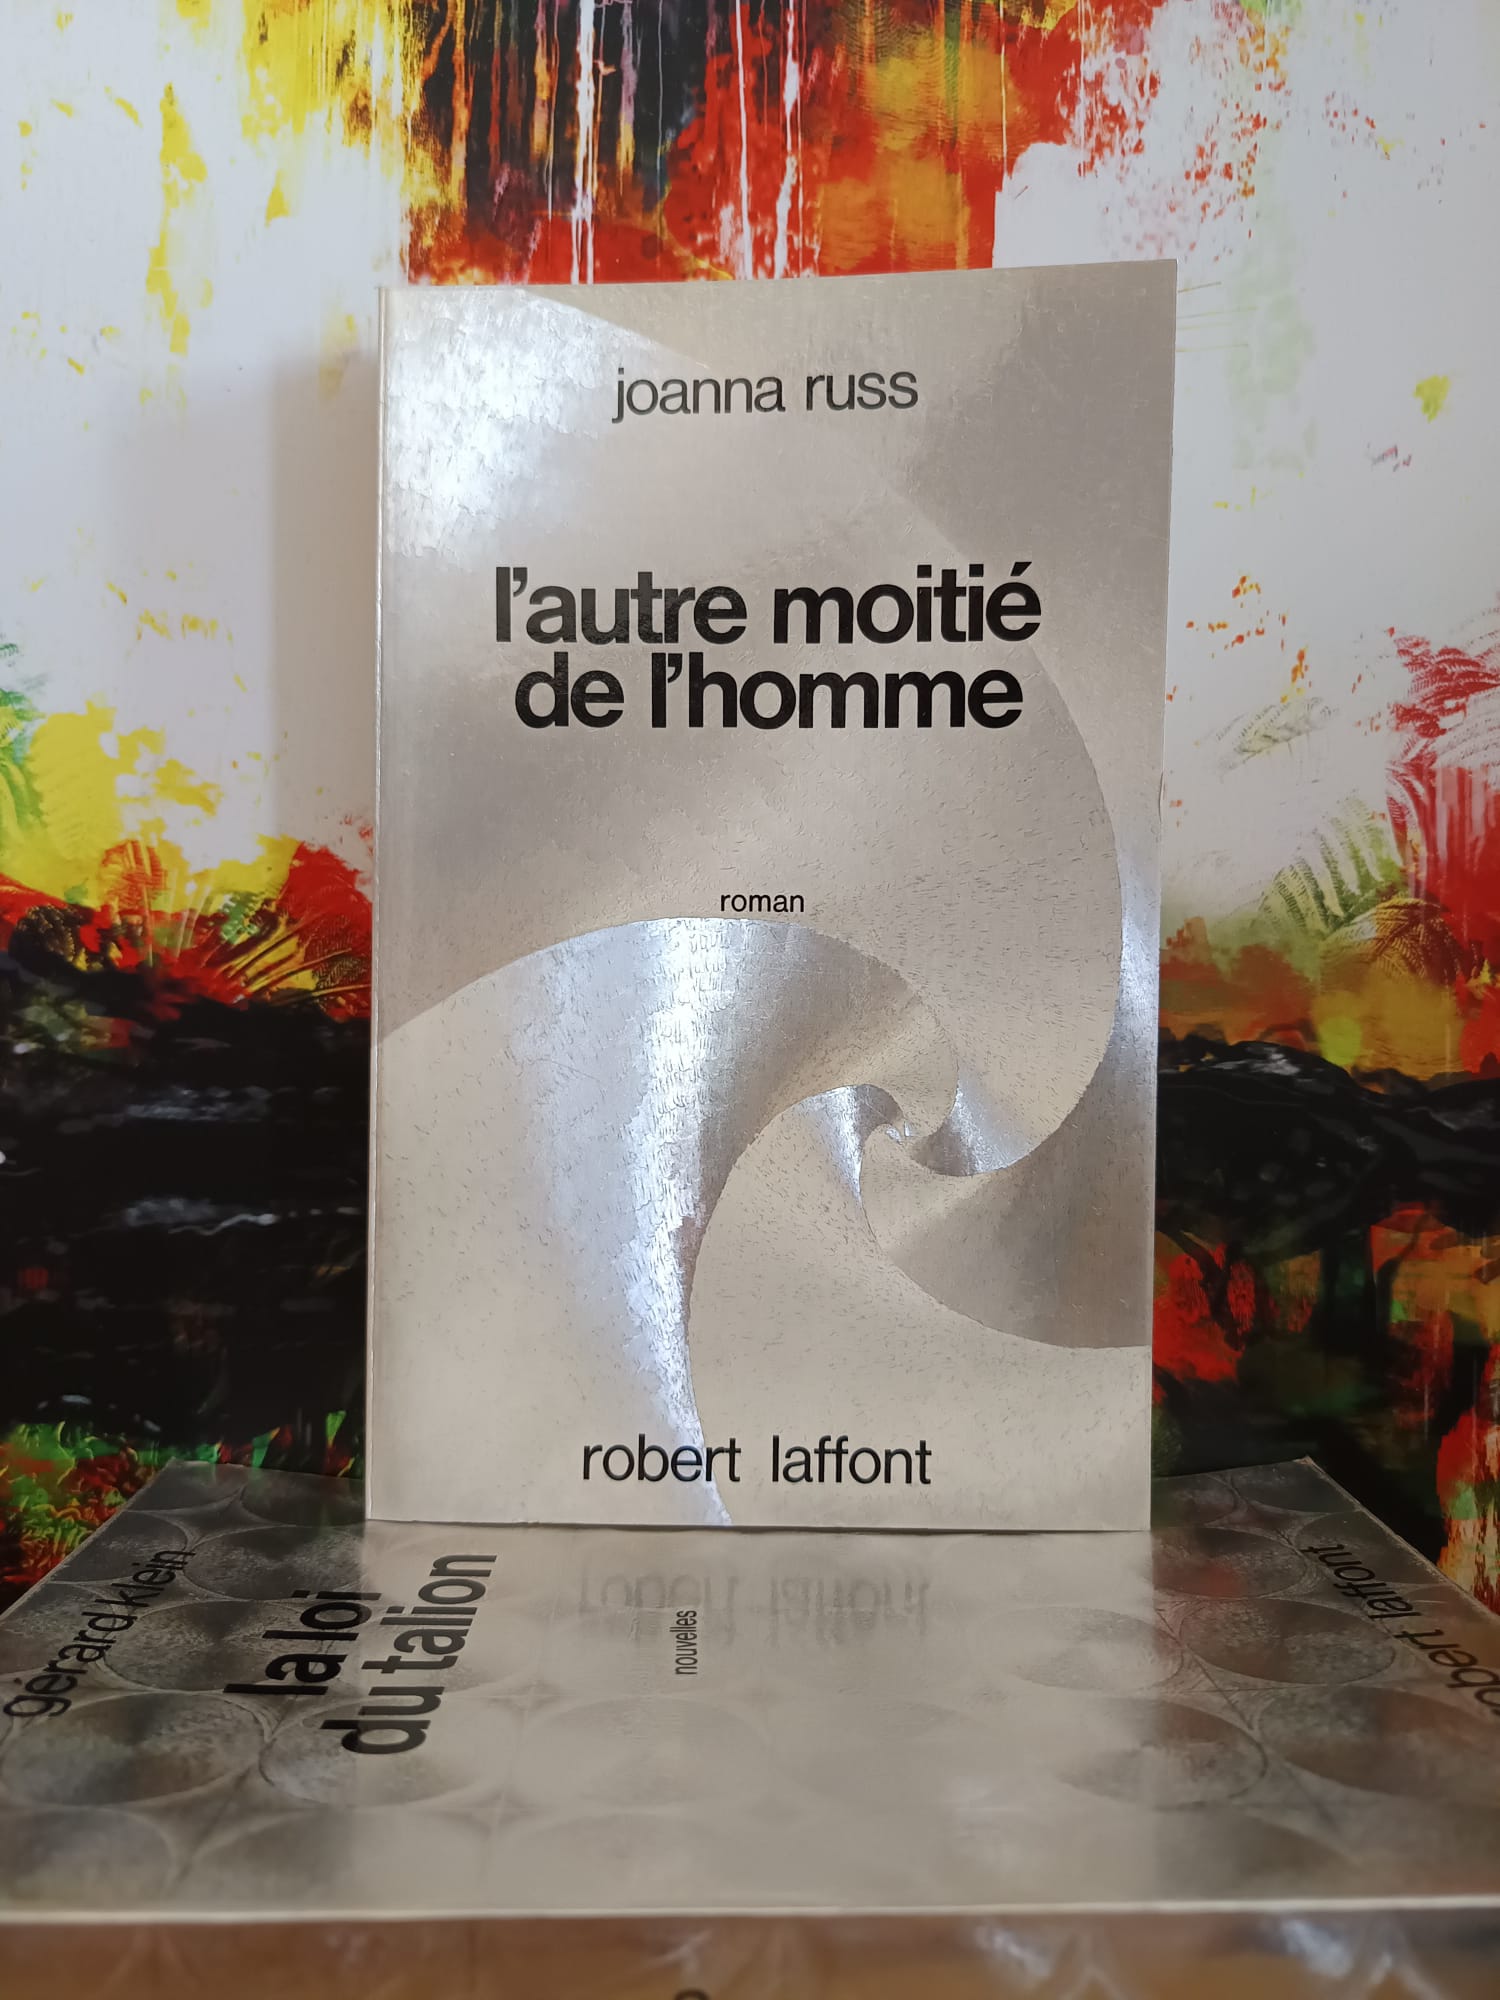 joanna russ
l'autre moitié
de l'homme
roman
robert laffont
gérard klein
la loi
du talion
nouvelles
robert laffont